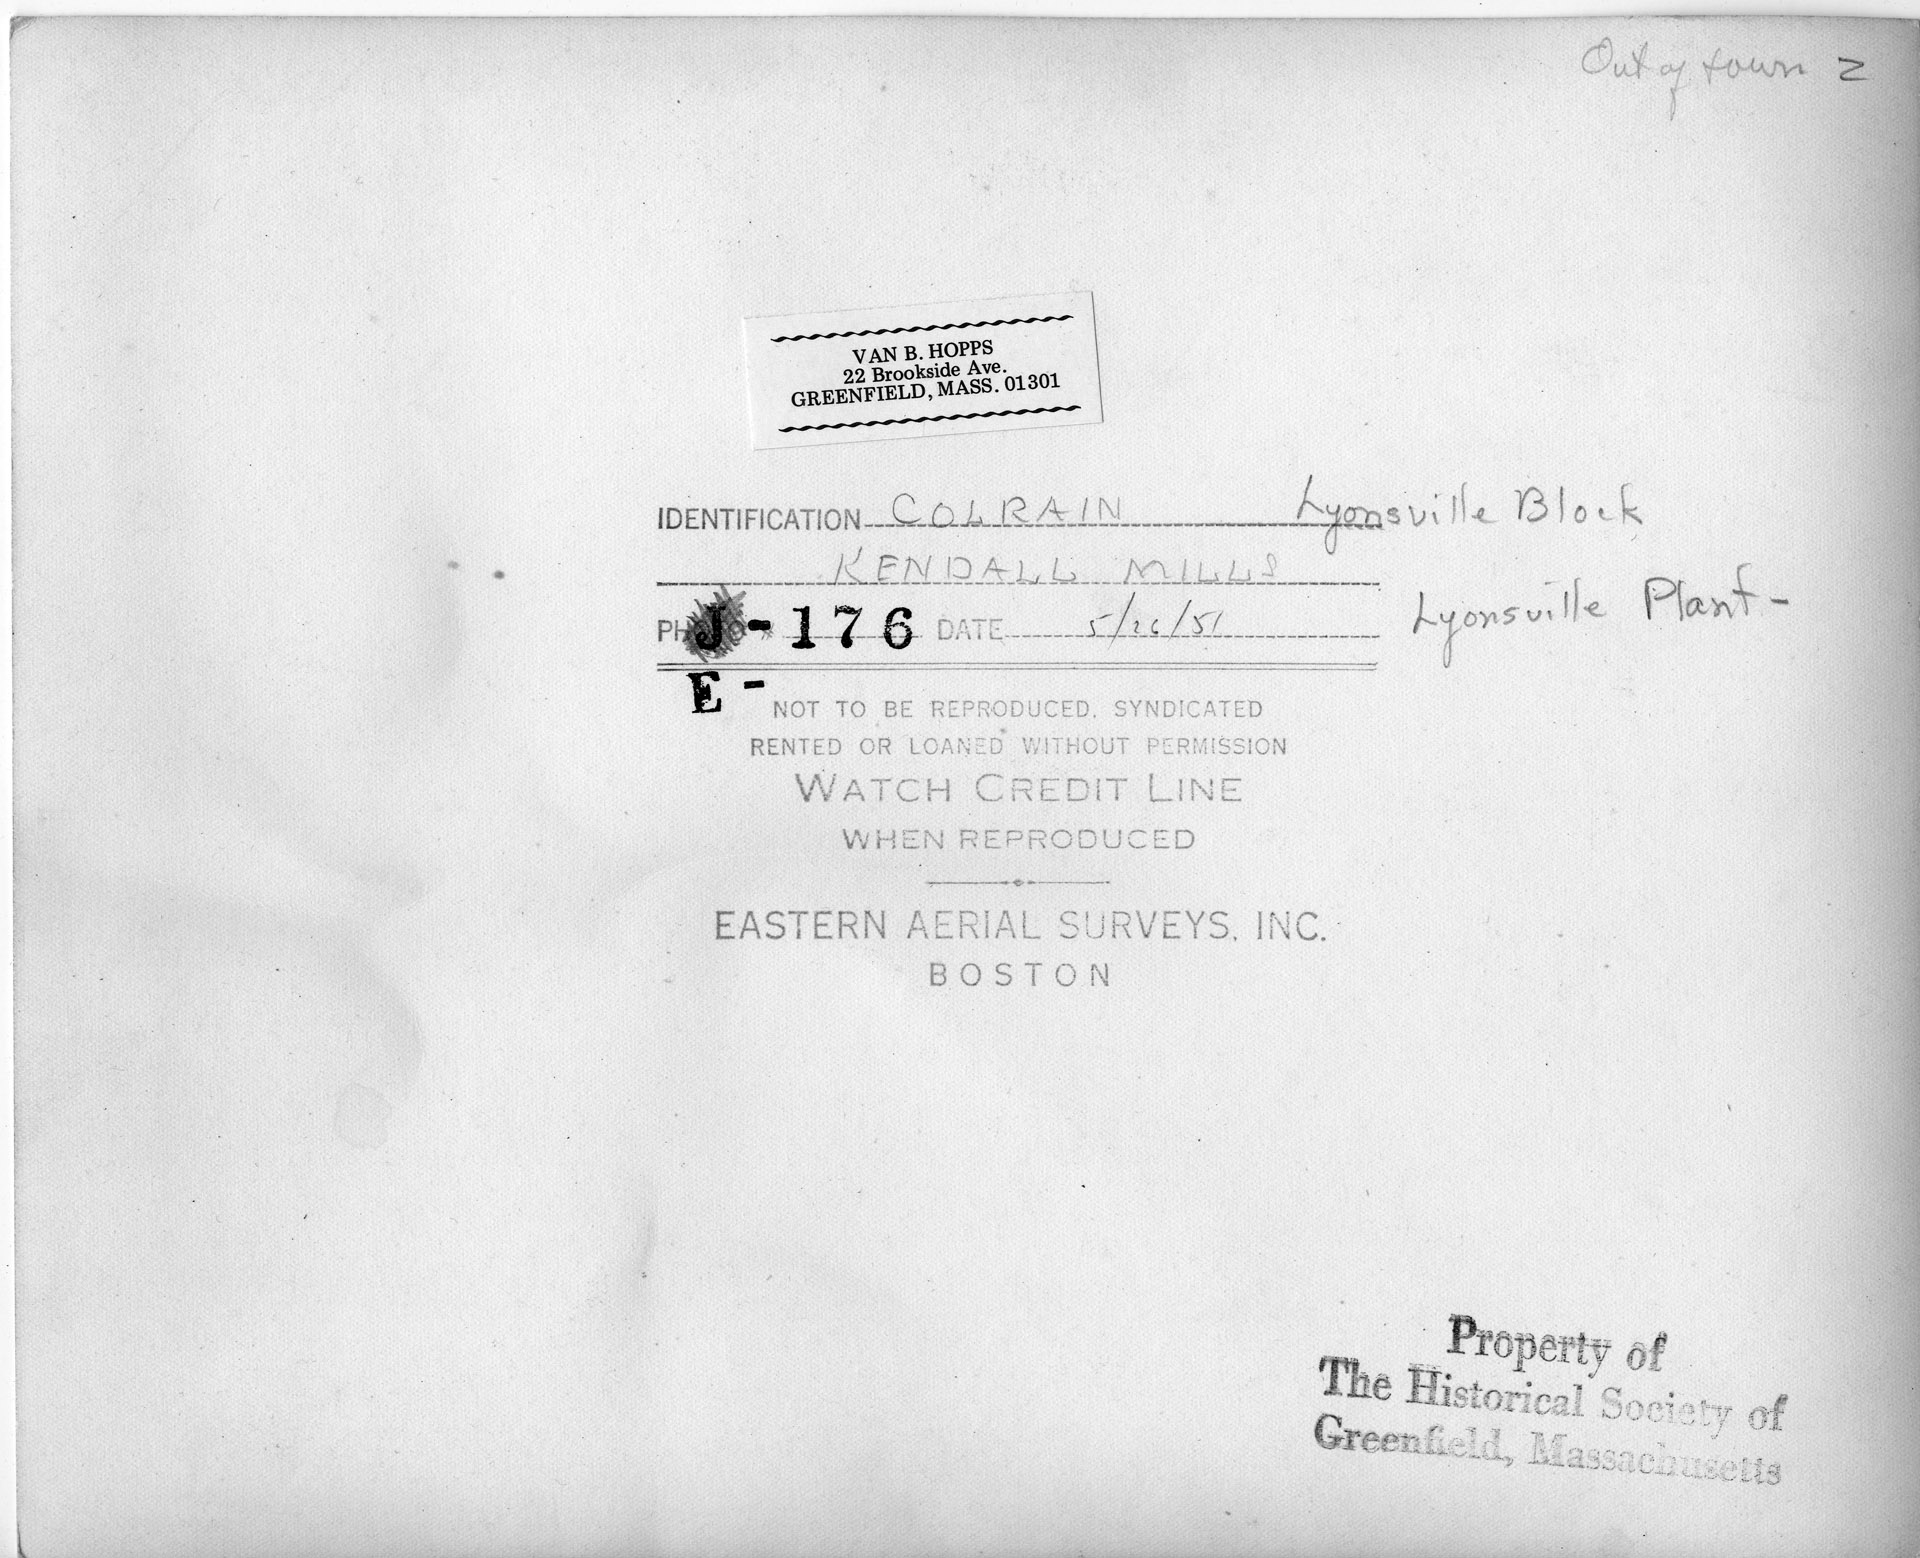 Out of town 2
VAN B. HOPPS
22 Brookside Ave.
GREENFIELD, MASS. 01301
IDENTIFICATION COLRAIN Lyonsville Block
KENDALL MILLS
Lyonsville Plant-
J-176 DATE 5/26/51
E-
NOT TO BE REPRODUCED, SYNDICATED
RENTED OR LOANED WITHOUT PERMISSION
WATCH CREDIT LINE
WHEN REPRODUCED
EASTERN AERIAL SURVEYS, INC.
BOSTON
Property of
The Historical Society of
Greenfield, Massachusetts